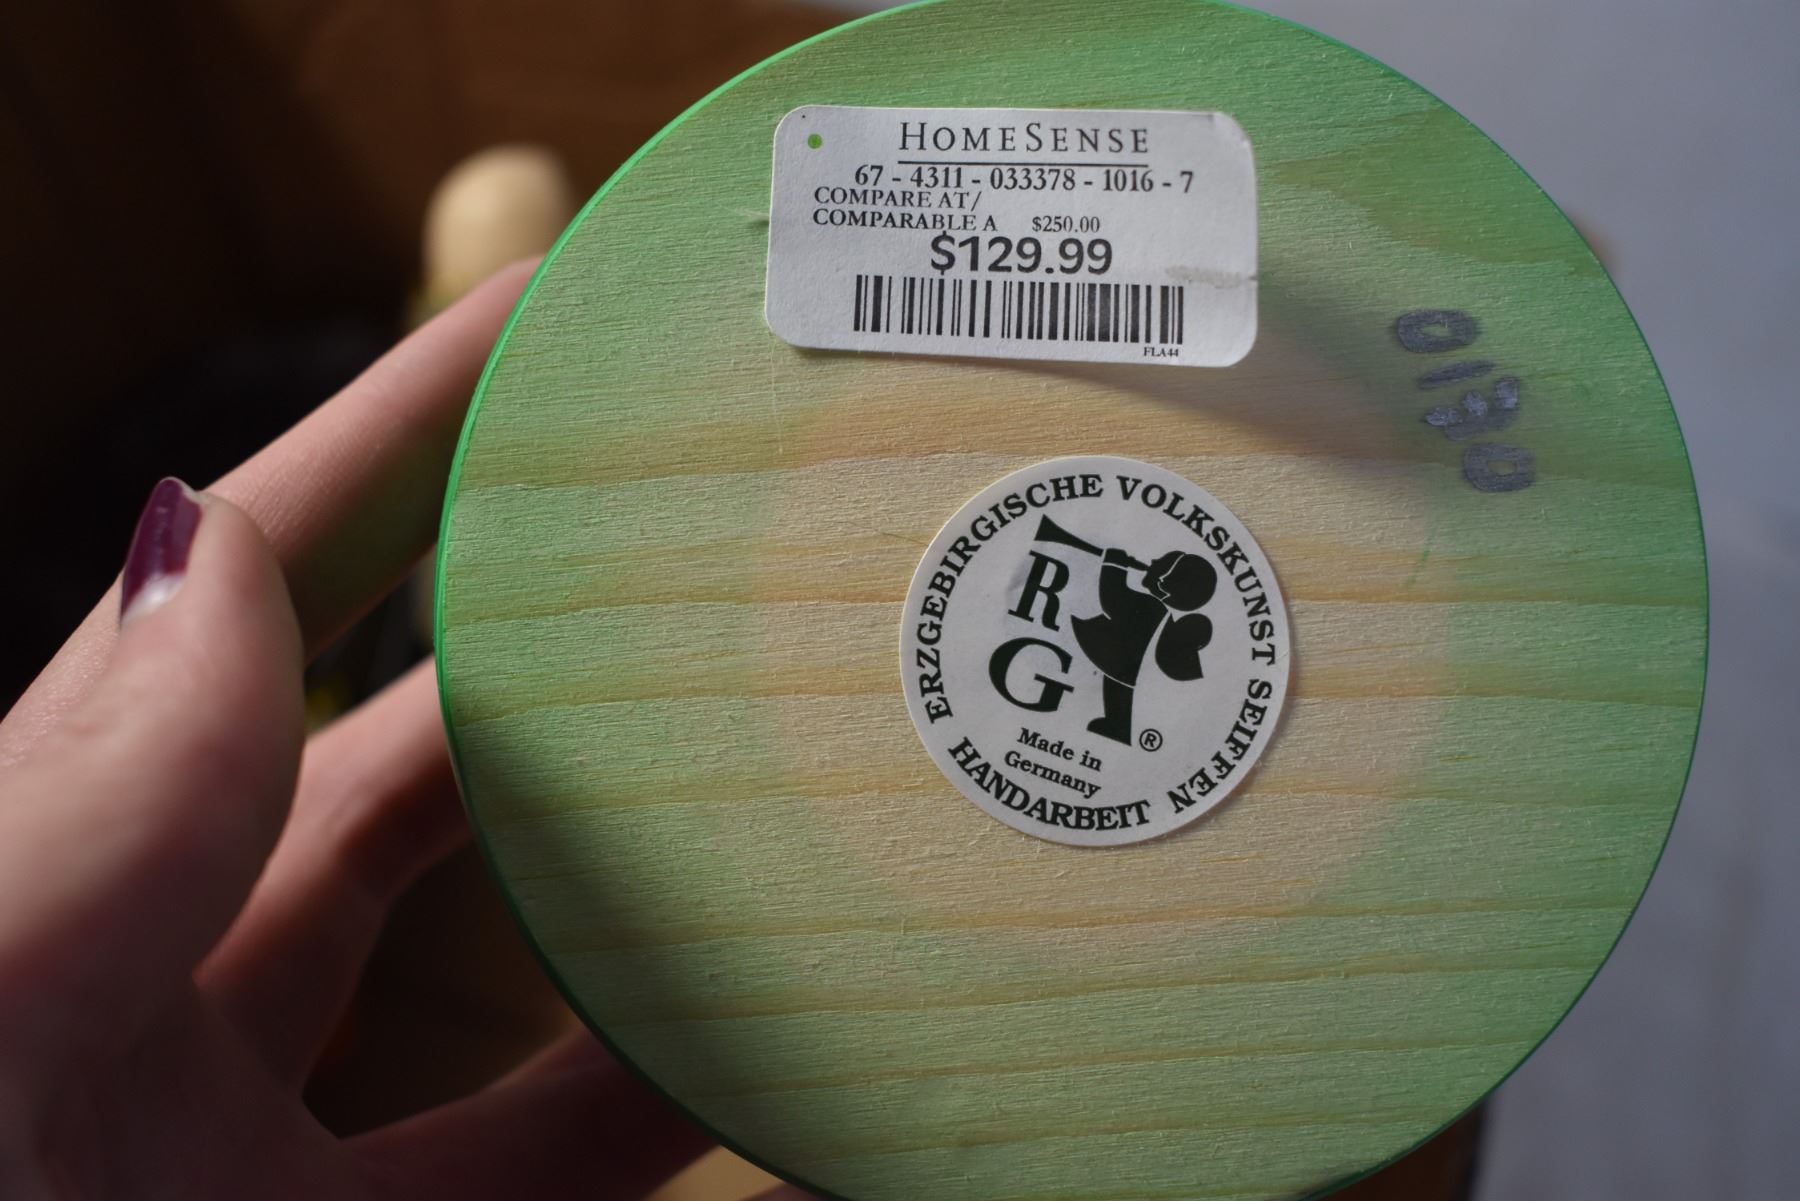 HOMESENSE
67 - 4311 - 033378 - 1016 - 7
COMPARE AT/
COMPARABLE A $250.00
$129.99
FLA44
ERZGEBIRGISCHE VOLKSKUNST SEIFFEN
R
G
®
Made in
Germany
HANDARBEIT